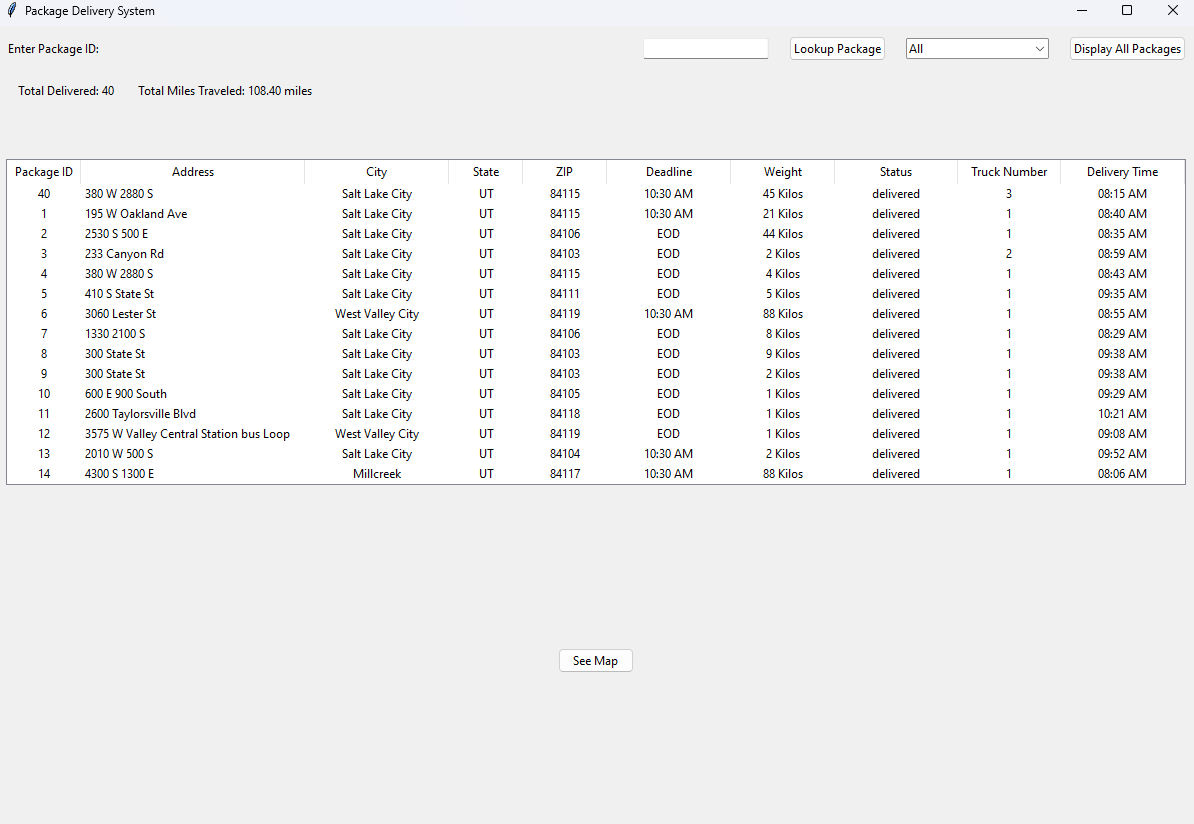 Package Delivery System
Enter Package ID: Lookup Package All Display All Packages
Total Delivered: 40 Total Miles Traveled: 108.40 miles
Package ID Address City State ZIP Deadline Weight Status Truck Number Delivery Time
40 380 W 2880 S Salt Lake City UT 84115 10:30 AM 45 Kilos delivered 3 08:15 AM
1 195 W Oakland Ave Salt Lake City UT 84115 10:30 AM 21 Kilos delivered 1 08:40 AM
2 2530 S 500 E Salt Lake City UT 84106 EOD 44 Kilos delivered 1 08:35 AM
3 233 Canyon Rd Salt Lake City UT 84103 EOD 2 Kilos delivered 2 08:59 AM
4 380 W 2880 S Salt Lake City UT 84115 EOD 4 Kilos delivered 1 08:43 AM
5 410 S State St Salt Lake City UT 84111 EOD 5 Kilos delivered 1 09:35 AM
6 3060 Lester St West Valley City UT 84119 10:30 AM 88 Kilos delivered 1 08:55 AM
7 1330 2100 S Salt Lake City UT 84106 EOD 8 Kilos delivered 1 08:29 AM
8 300 State St Salt Lake City UT 84103 EOD 9 Kilos delivered 1 09:38 AM
9 300 State St Salt Lake City UT 84103 EOD 2 Kilos delivered 1 09:38 AM
10 600 E 900 South Salt Lake City UT 84105 EOD 1 Kilos delivered 1 09:29 AM
11 2600 Taylorsville Blvd Salt Lake City UT 84118 EOD 1 Kilos delivered 1 10:21 AM
12 3575 W Valley Central Station bus Loop West Valley City UT 84119 EOD 1 Kilos delivered 1 09:08 AM
13 2010 W 500 S Salt Lake City UT 84104 10:30 AM 2 Kilos delivered 1 09:52 AM
14 4300 S 1300 E Millcreek UT 84117 10:30 AM 88 Kilos delivered 1 08:06 AM
See Map